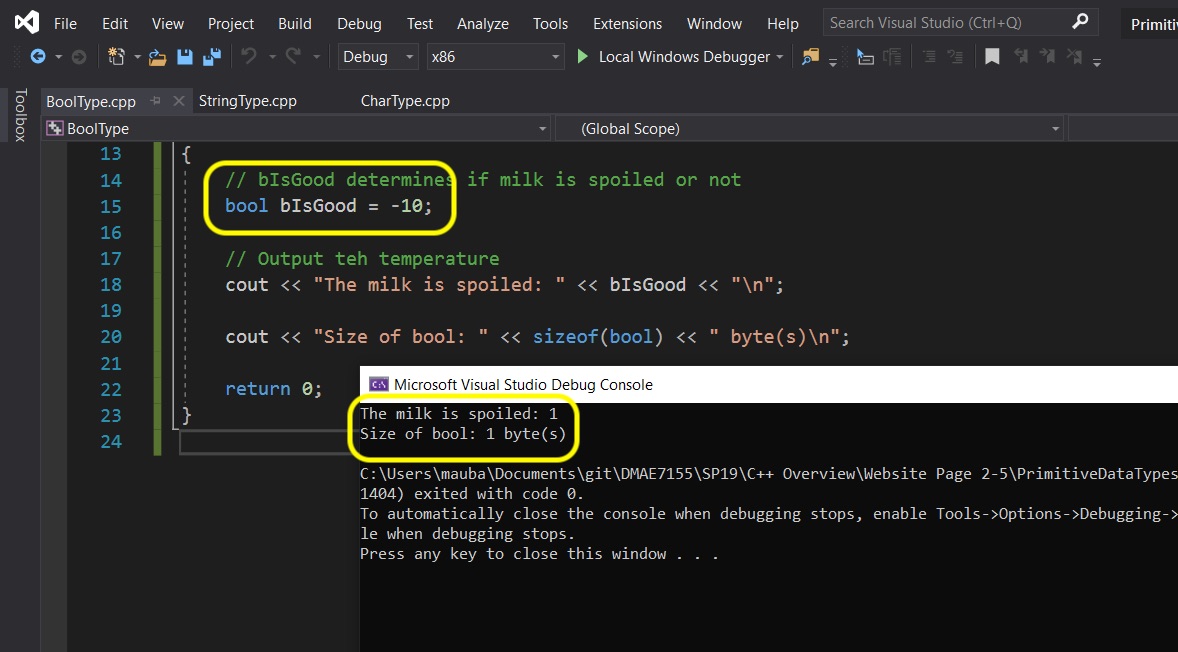 File Edit View Project Build Debug Test Analyze Tools Extensions Window Help Search Visual Studio (Ctrl+Q) Primitiv
Debug x86 Local Windows Debugger
Toolbox
BoolType.cpp StringType.cpp CharType.cpp
BoolType (Global Scope)
13 {
14 // bIsGood determines if milk is spoiled or not
15 bool bIsGood = -10;
16
17 // Output teh temperature
18 cout << "The milk is spoiled: " << bIsGood << "\n";
19
20 cout << "Size of bool: " << sizeof(bool) << " byte(s)\n";
21
22 return 0;
23 }
24
C:\ Microsoft Visual Studio Debug Console
The milk is spoiled: 1
Size of bool: 1 byte(s)
C:\Users\mauba\Documents\git\DMAE7155\SP19\C++ Overview\Website Page 2-5\PrimitiveDataTypes
1404) exited with code 0.
To automatically close the console when debugging stops, enable Tools->Options->Debugging->
le when debugging stops.
Press any key to close this window . . .